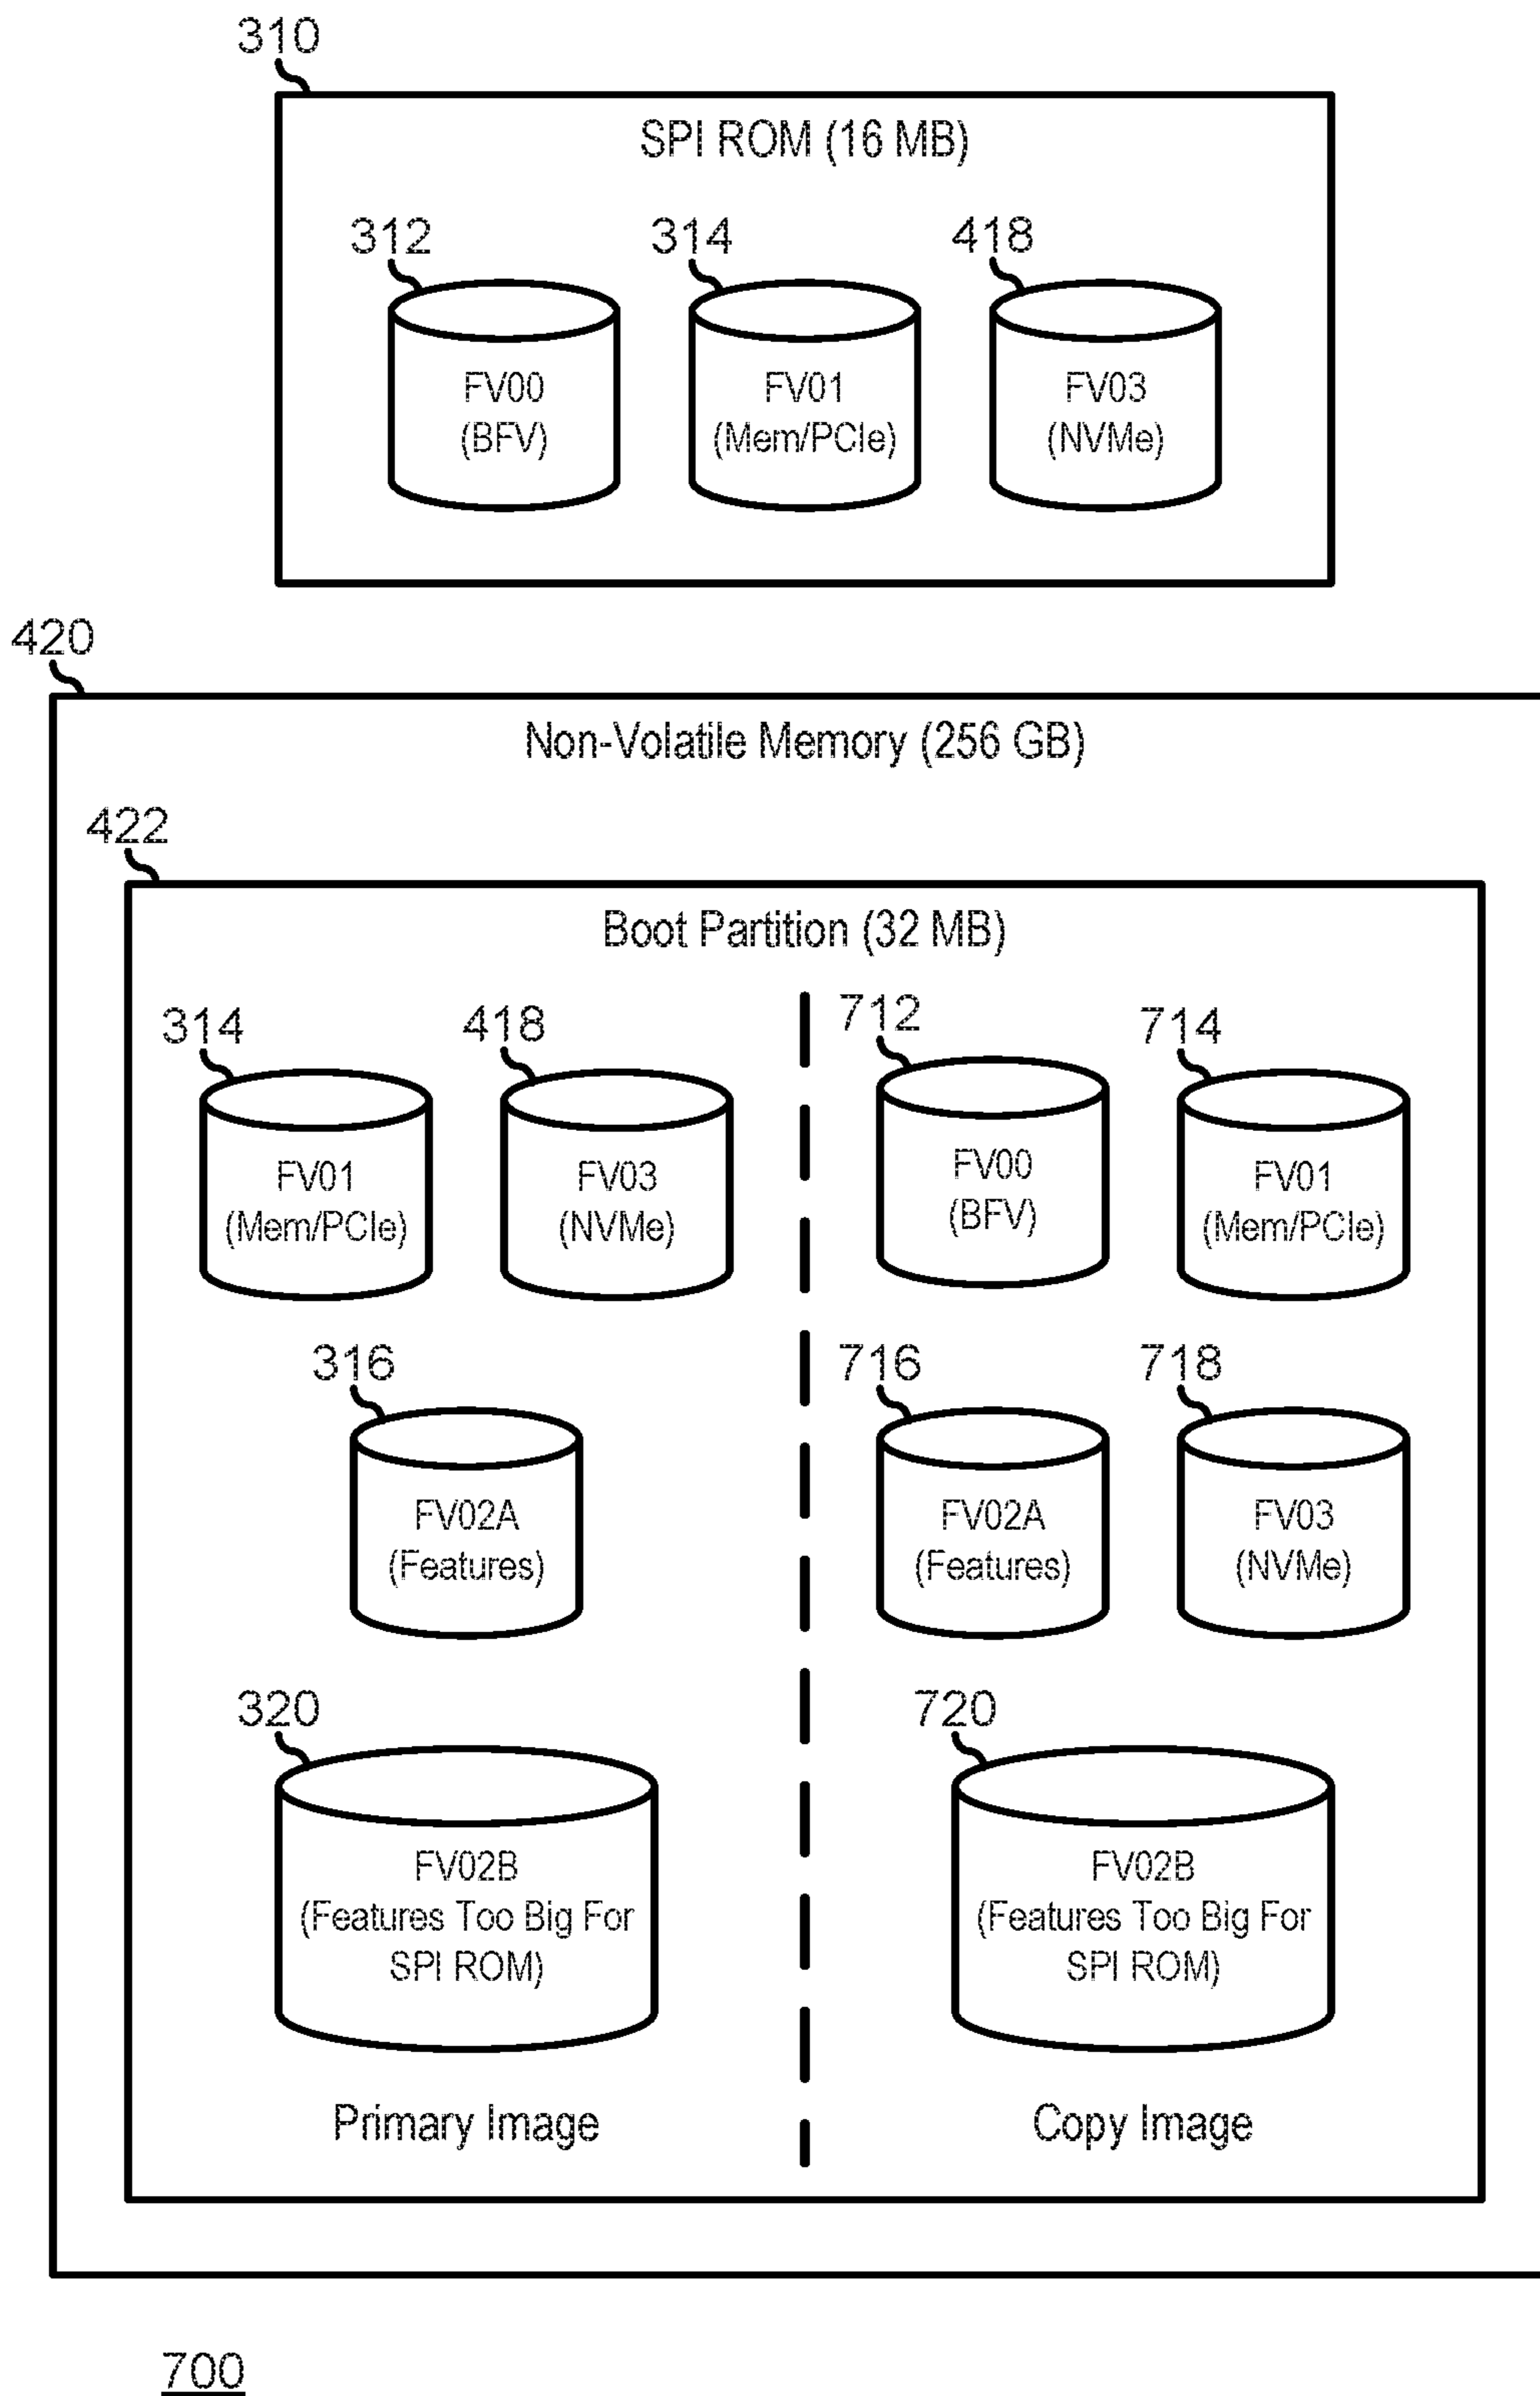 310
SPI ROM (16 MB)
312
314
418
FV00
(BFV)
FV01
(Mem/PCIe)
FV03
(NVMe)
420
Non-Volatile Memory (256 GB)
422
Boot Partition (32 MB)
314
418
712
714
FV01
(Mem/PCIe)
FV03
(NVMe)
FV00
(BFV)
FV01
(Mem/PCIe)
316
716
718
FV02A
(Features)
FV02A
(Features)
FV03
(NVMe)
320
720
FV02B
(Features Too Big For
SPI ROM)
FV02B
(Features Too Big For
SPI ROM)
Primary Image
Copy Image
700